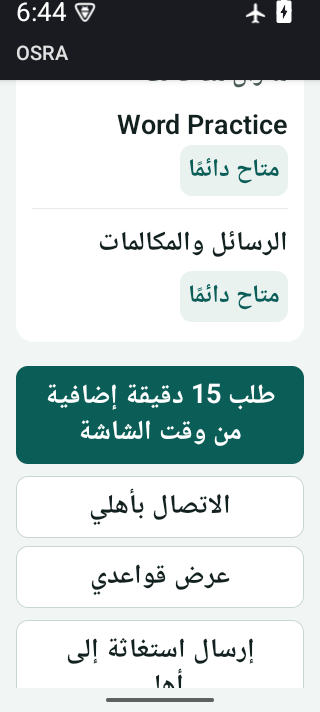 6:44
OSRA
Word Practice
متاح دائمًا
الرسائل والمكالمات
متاح دائمًا
طلب 15 دقيقة إضافية
من وقت الشاشة
الاتصال بأهلي
عرض قواعدي
إرسال استغاثة إلى